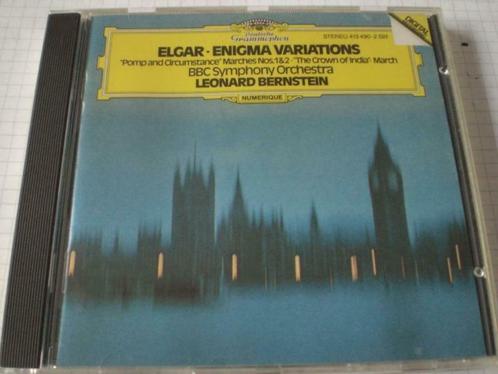 Deutsche
Grammophon
STEREO 413 490-2 GH
DIGITAL
ELGAR · ENIGMA VARIATIONS
'Pomp and Circumstance' Marches Nos. 1 & 2 · 'The Crown of India' March
BBC Symphony Orchestra
LEONARD BERNSTEIN
NUMERIQUE